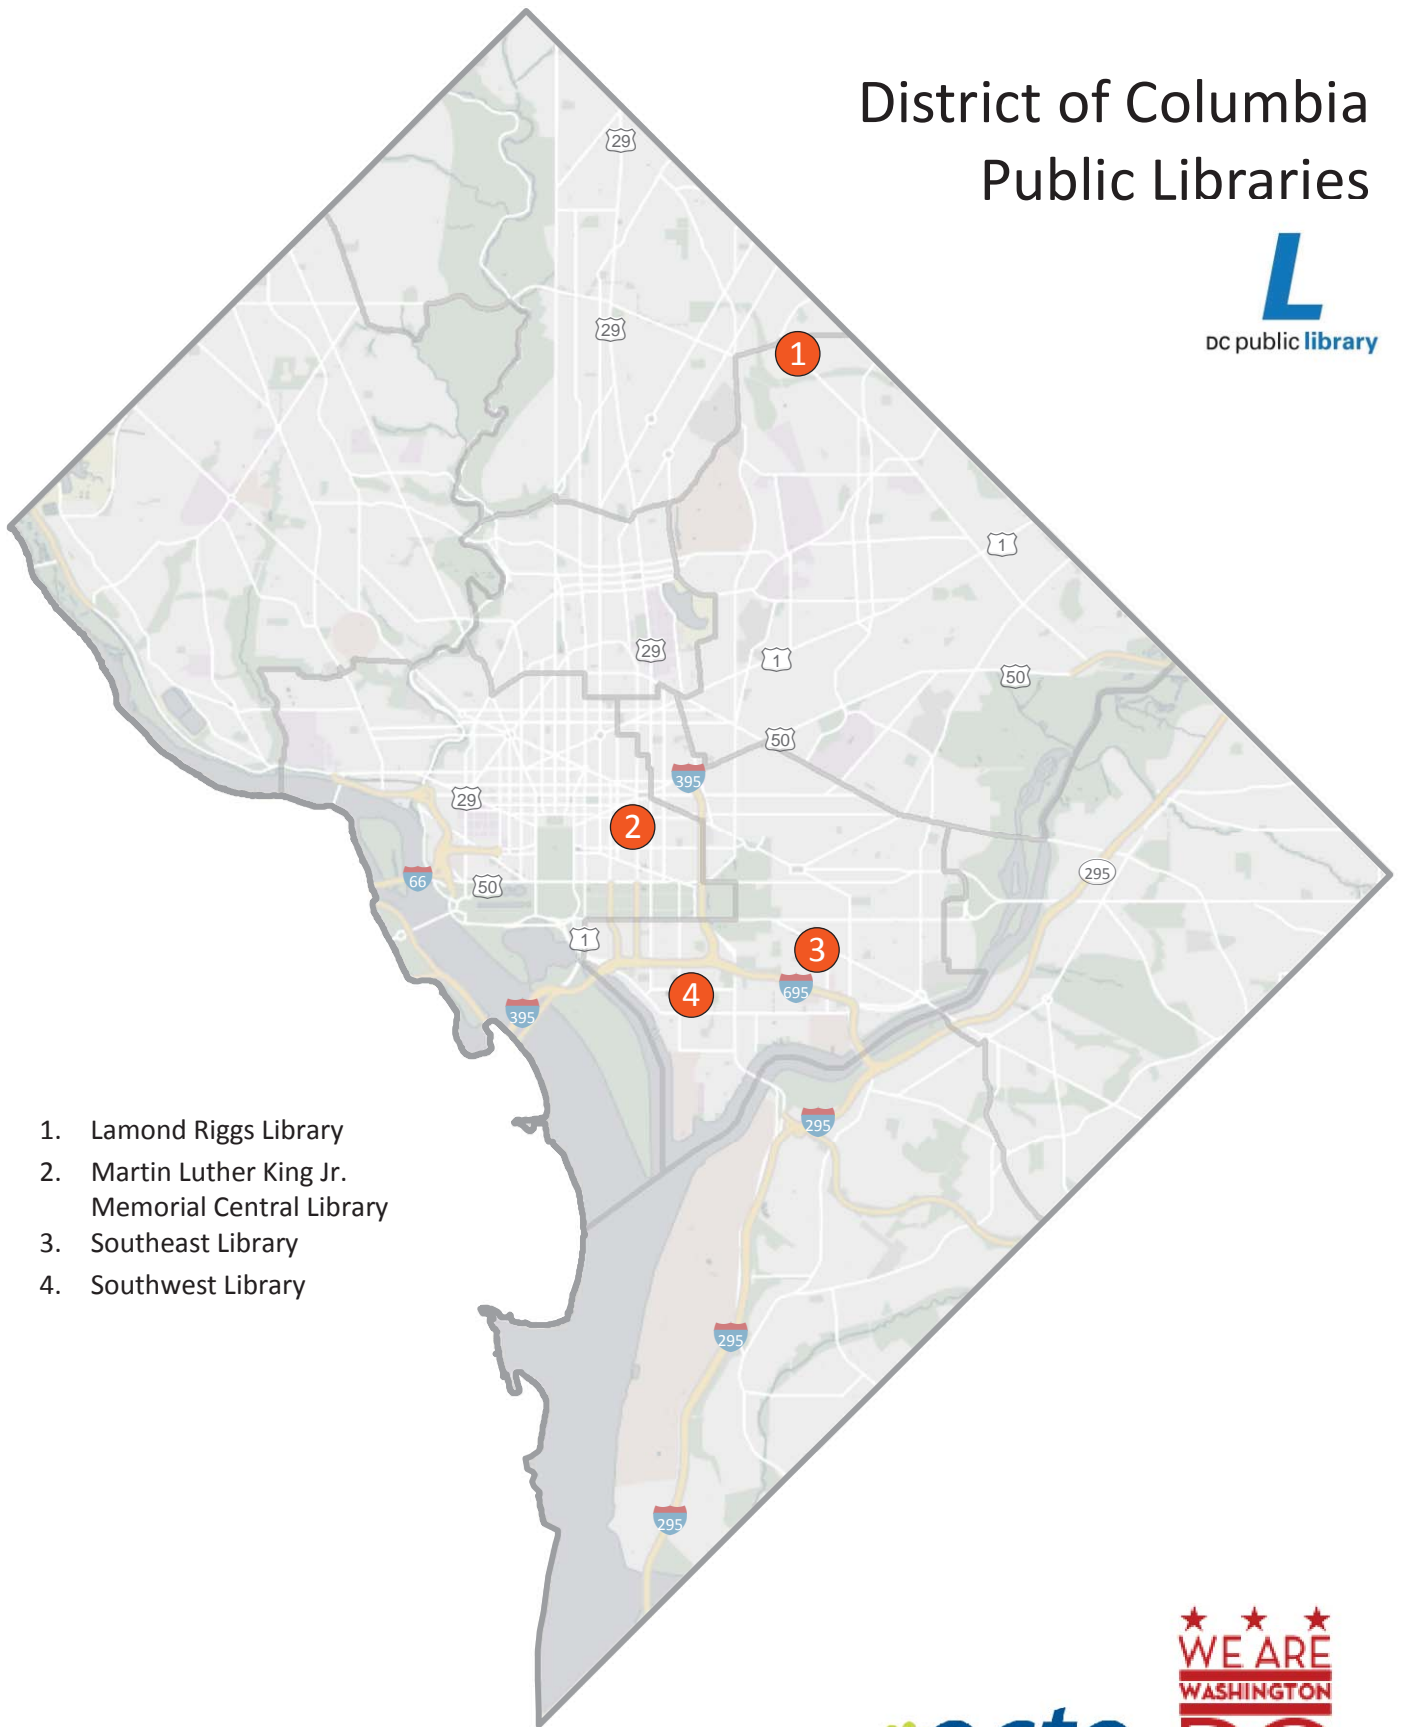 District of Columbia
Public Libraries
L
DC public library
29
29
1
1
29
1
50
50
395
29
2
66
50
295
1
3
695
4
395
295
1. Lamond Riggs Library
2. Martin Luther King Jr.
Memorial Central Library
3. Southeast Library
4. Southwest Library
295
295
WE ARE
WASHINGTON
DC
octo